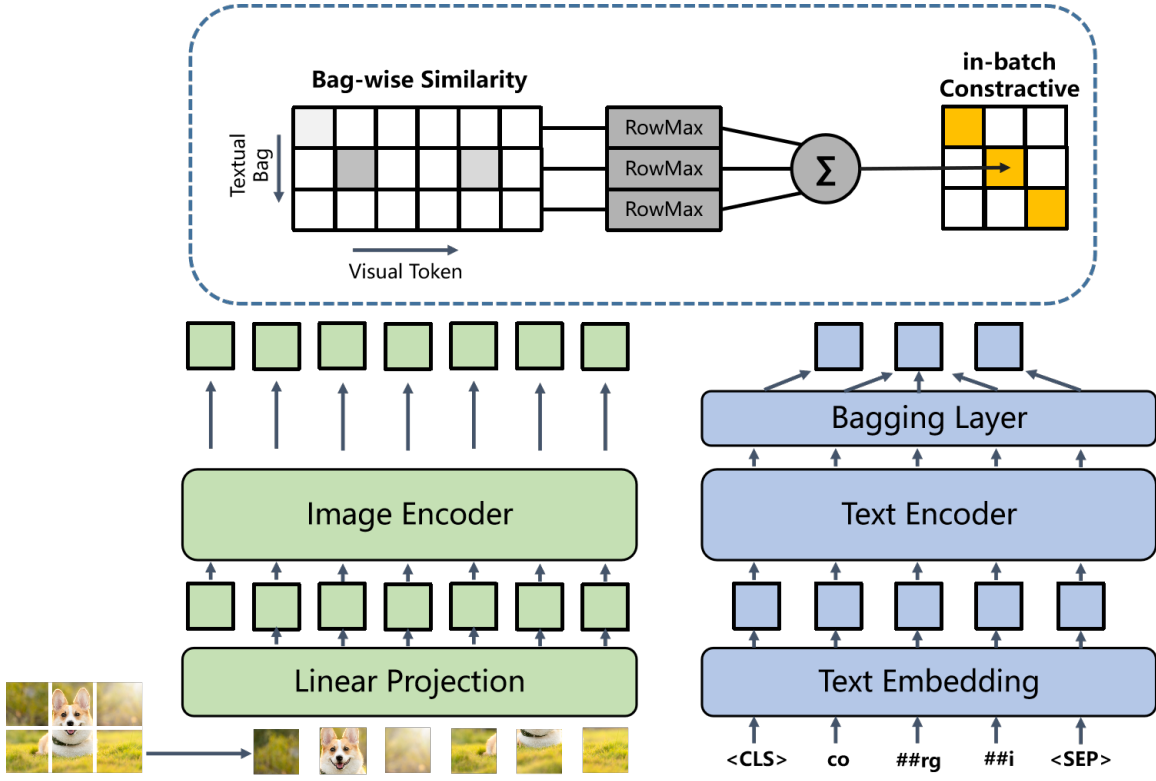 in-batch
Constractive
Bag-wise Similarity
Textual
Bag
RowMax
RowMax
RowMax
Σ
Visual Token
Bagging Layer
Image Encoder
Text Encoder
Linear Projection
Text Embedding
<CLS> co ##rg ##i <SEP>